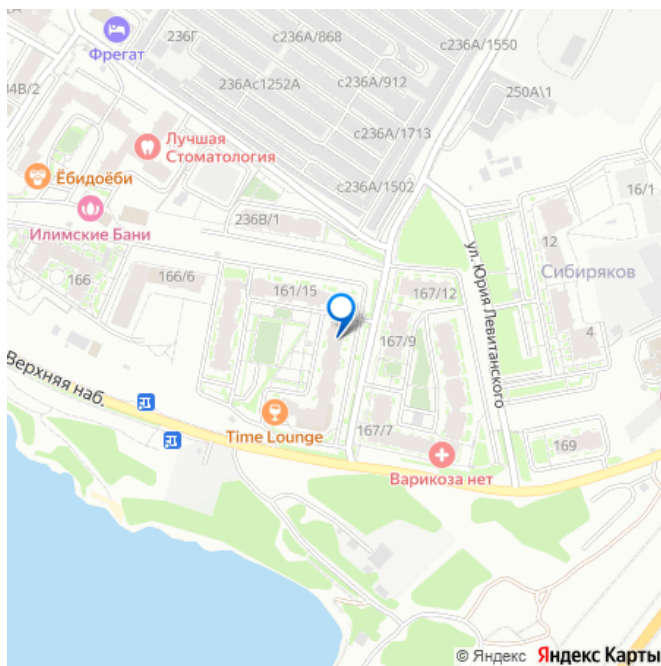 236Г
с236А/868
с236А/1550
Фрегат
236Ас1252А
с236А/912
250А\1
4В/2
с236А/1713
Лучшая
Стоматология
Ёбидоёби
с236А/1502
16/1
Илимские Бани
236В/1
12
Сибиряков
166
166/6
161/15
167/12
ул. Юрия Левитанского
167/9
4
Верхняя наб.
Time Lounge
167/7
169
Варикоза нет
© Яндекс Яндекс Карты